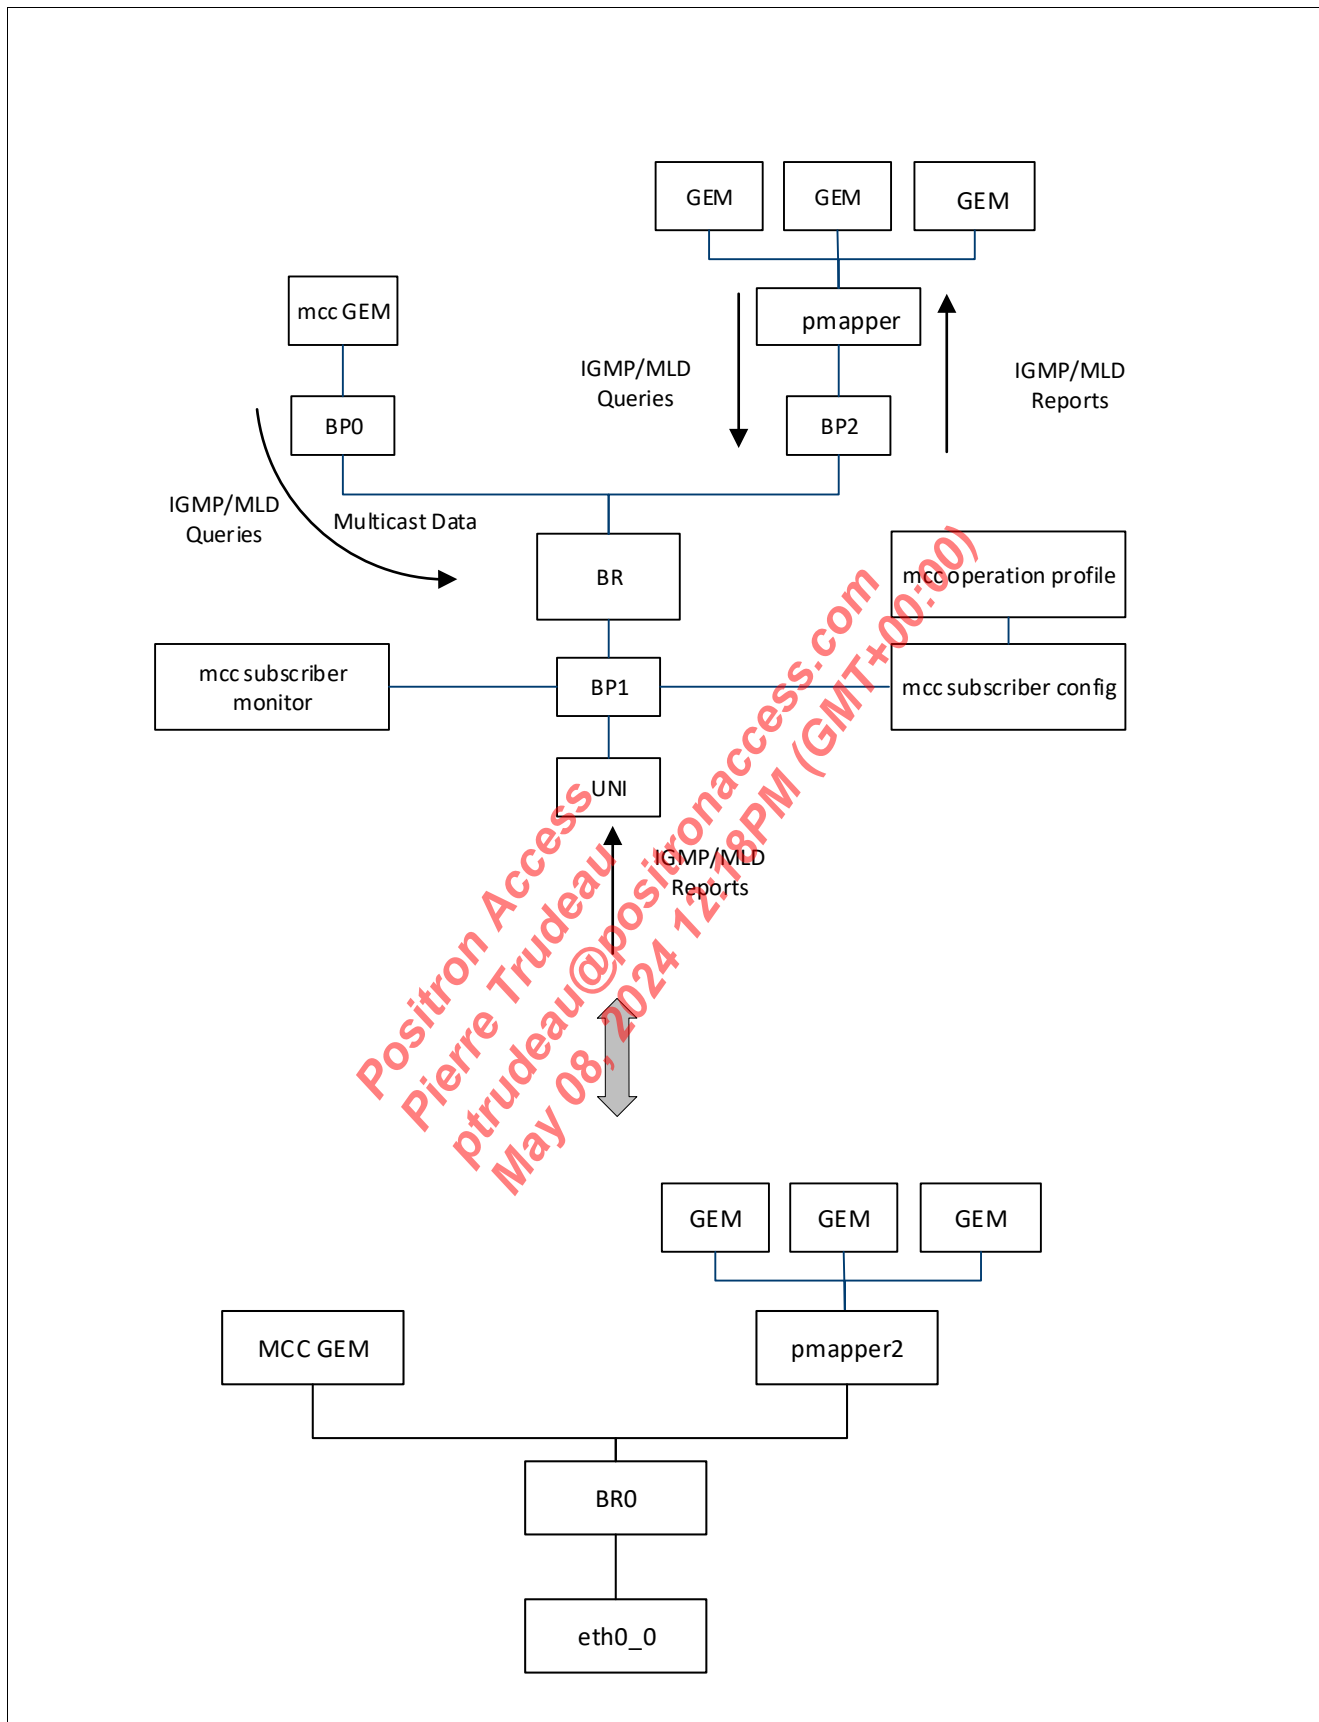 GEM
GEM
GEM
mcc GEM
pmapper
IGMP/MLD
Queries
IGMP/MLD
Reports
BP0
BP2
IGMP/MLD
Queries
Multicast Data
BR
mcc operation profile
mcc subscriber
monitor
BP1
mcc subscriber config
UNI
IGMP/MLD
Reports
Positron Access
Pierre Trudeau
ptrudeau@positronaccess.com
May 08, 2024 12:18PM (GMT+00:00)
GEM
GEM
GEM
MCC GEM
pmapper2
BR0
eth0_0